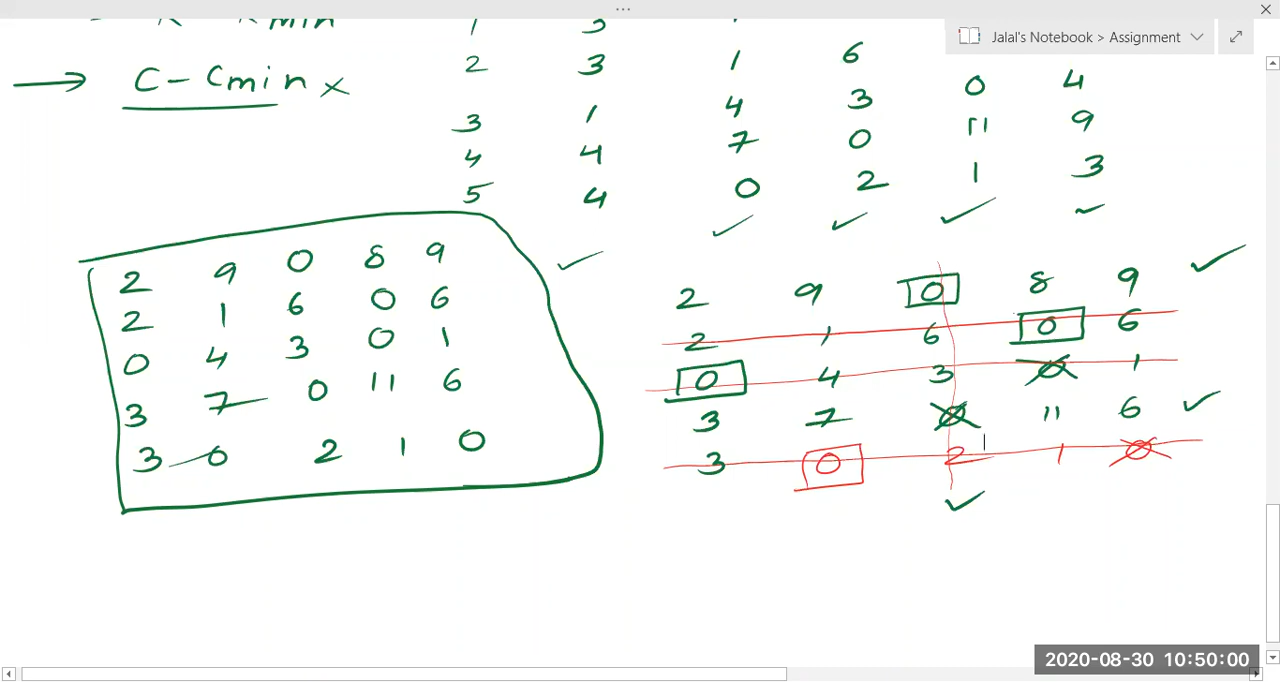 Jalal's Notebook > Assignment
→ C - Cmin ×
1 3
2 3 1 6 0 4
3 1 4 3 11 9
4 4 7 0 1 3
5 4 0 2
✓ ✓ ✓ ✓
2 9 0 8 9 ✓
2 1 6 0 6
0 4 3 0 1
3 7 0 11 6
3 0 2 1 0
2 9 0 8 9 ✓
2 1 6 0 6
0 4 3 0 1
3 7 0 11 6 ✓
3 0 2 1 0
✓
2020-08-30 10:50:00